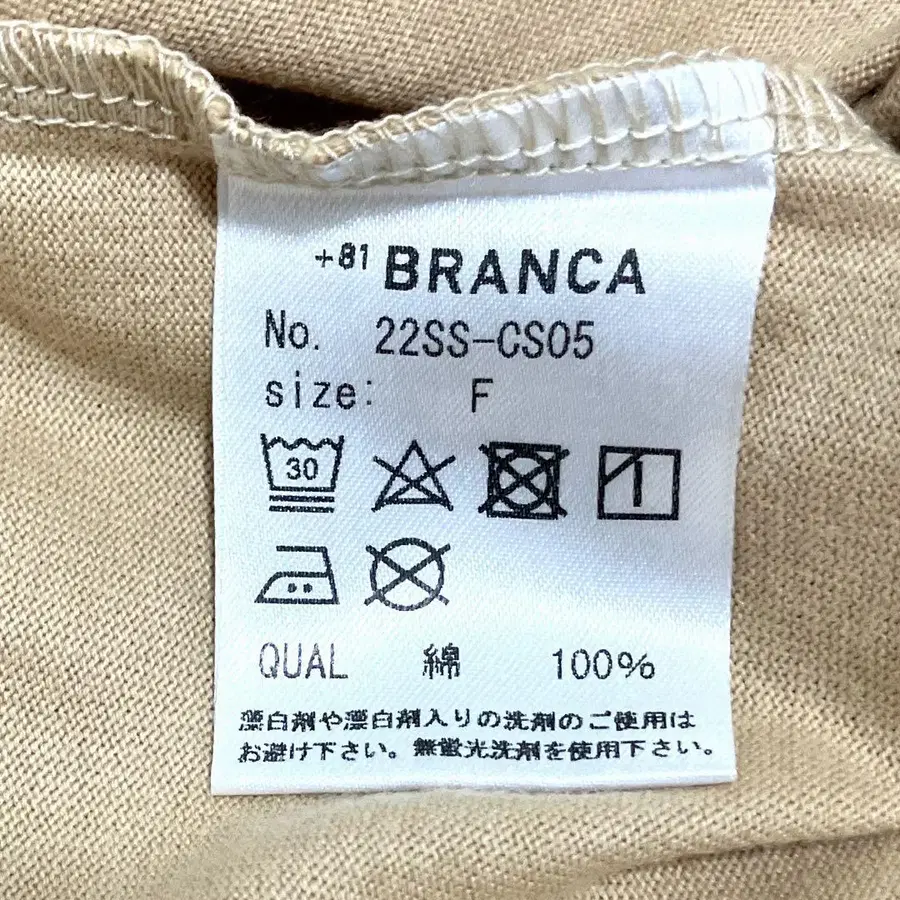 +81 BRANCA
No. 22SS-CS05
size: F
30
QUAL 綿 100%
漂白剤や漂白剤入りの洗剤のご使用は
お避け下さい。無蛍光洗剤を使用下さい。